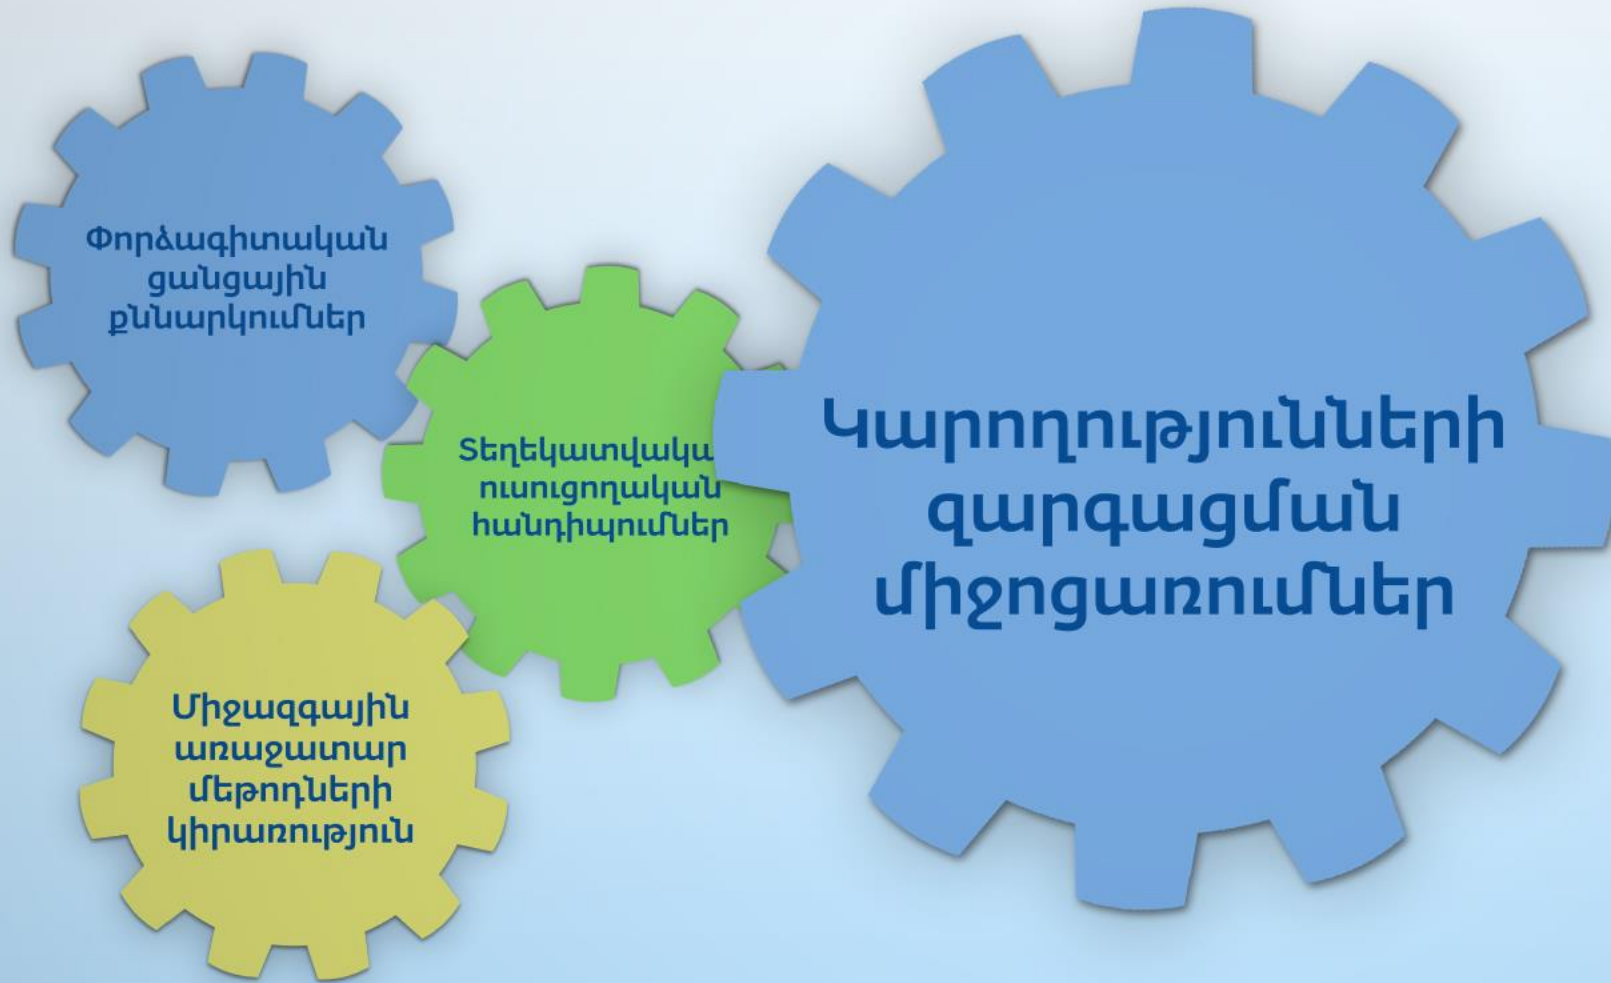 Փորձագիտական
ցանցային
քննարկումներ
Տեղեկատվակա
ուսուցողական
հանդիպումներ
Կարողությունների
զարգացման
միջոցառումներ
Միջազգային
առաջատար
մեթոդների
կիրառություն